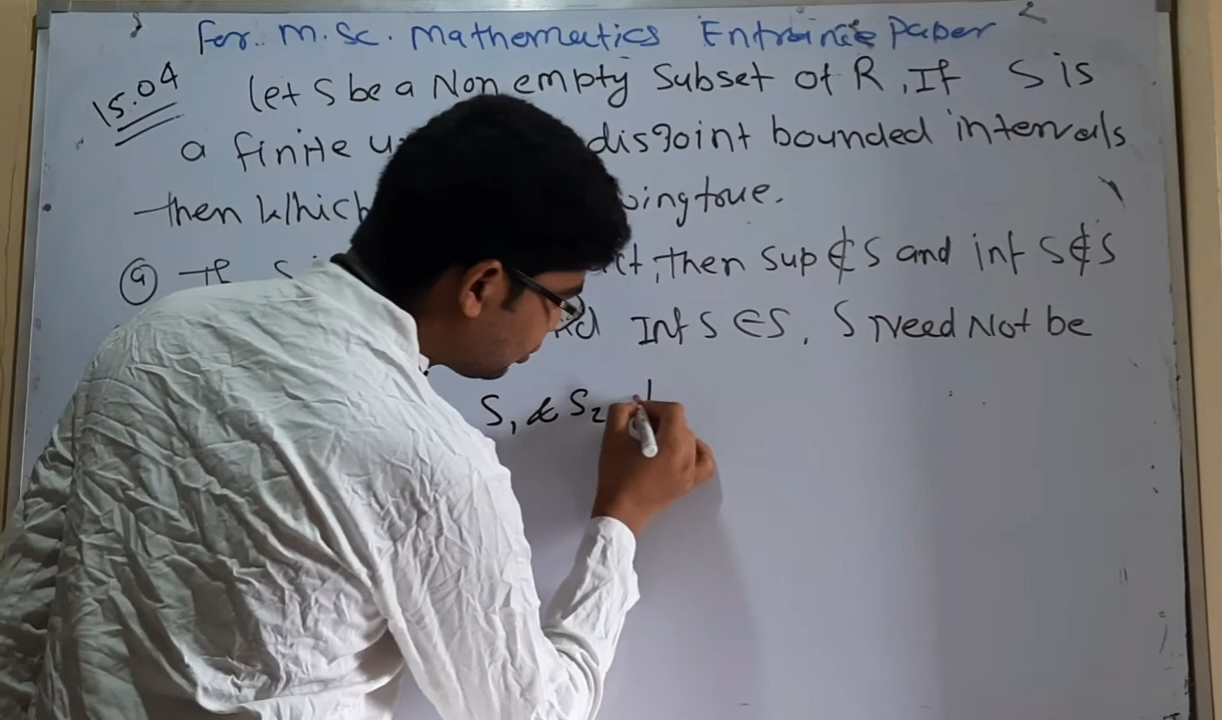 For.. M.Sc. Mathematics Entrance Paper
15.04 Let S be a Non empty Subset of R, If S is
a finite disjoint bounded intervals
then Which true.
(a) If S then sup ∉ S and inf S ∉ S
Inf S ∈ S, S Need Not be
S₁ & S₂